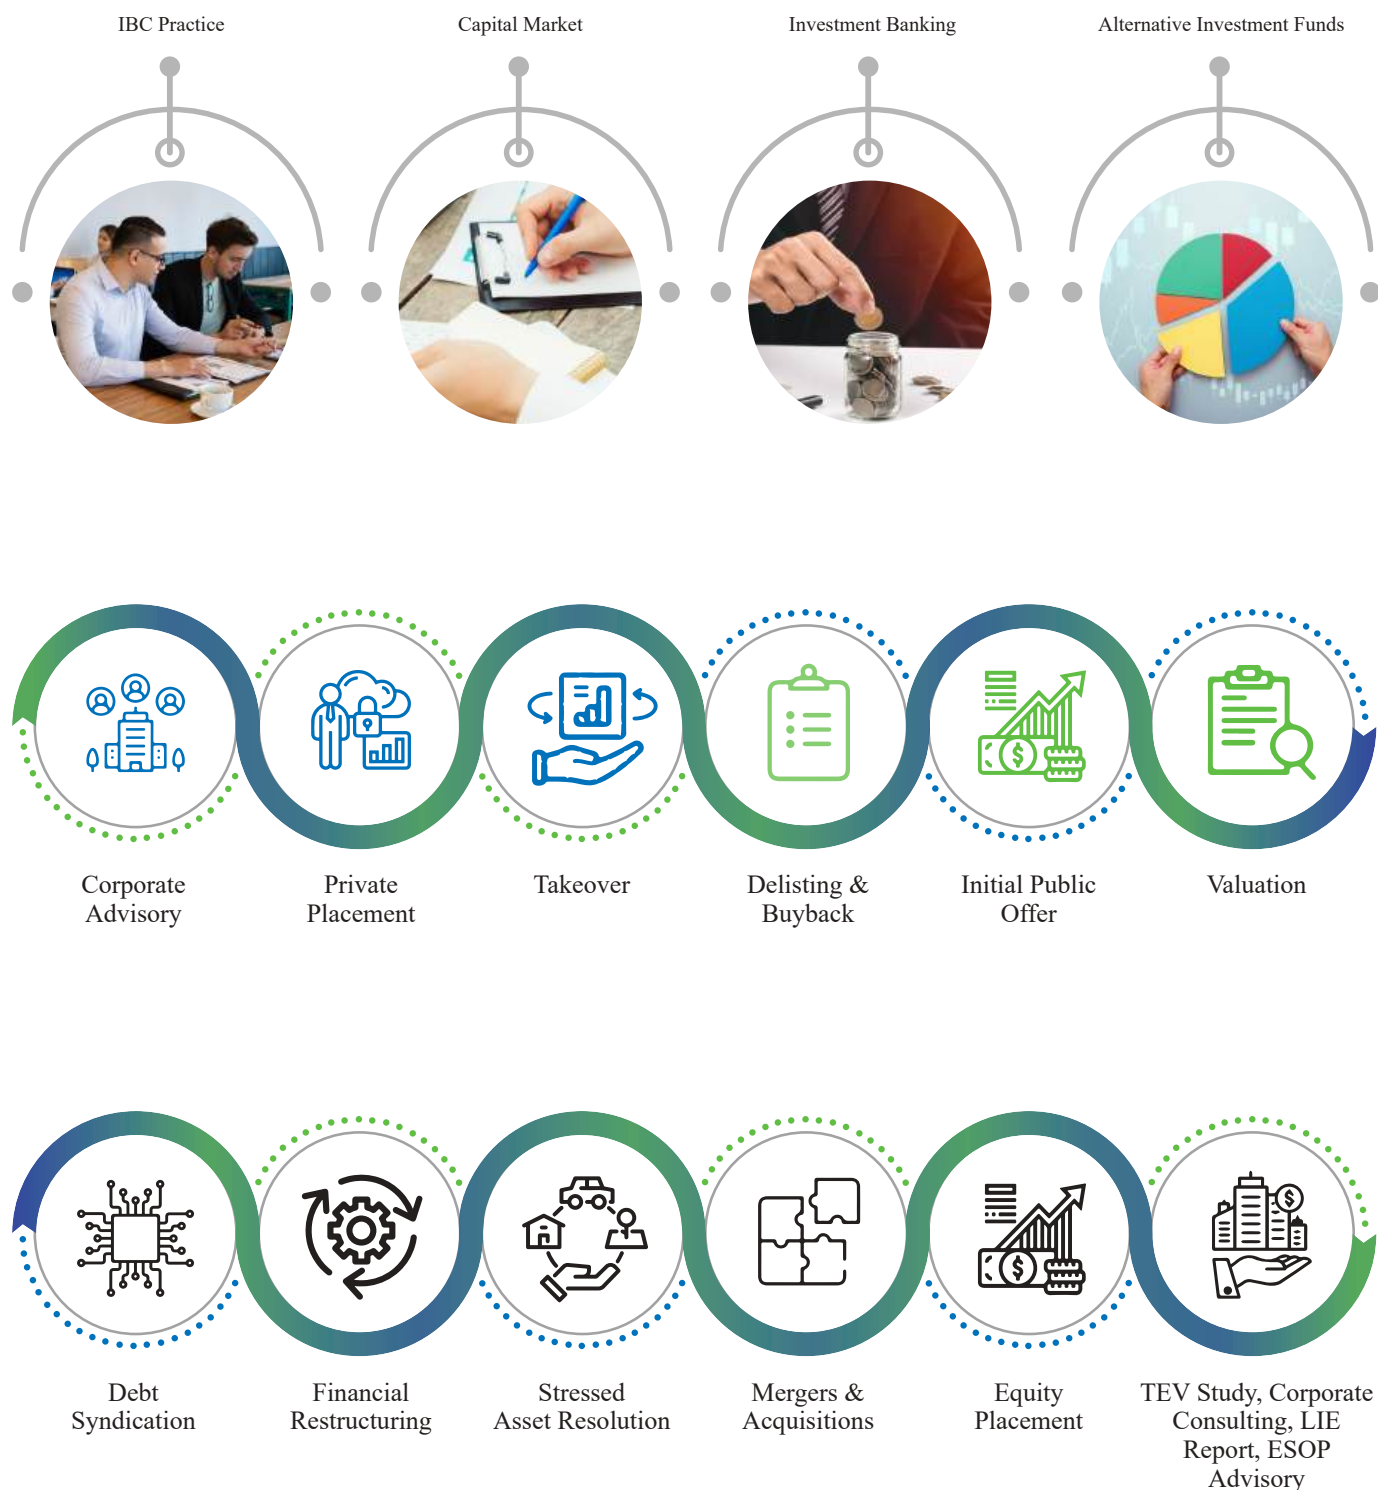 IBC Practice
Capital Market
Investment Banking
Alternative Investment Funds
Corporate
Advisory
Private
Placement
Takeover
Delisting &
Buyback
Initial Public
Offer
Valuation
Debt
Syndication
Financial
Restructuring
Stressed
Asset Resolution
Mergers &
Acquisitions
Equity
Placement
TEV Study, Corporate
Consulting, LIE
Report, ESOP
Advisory